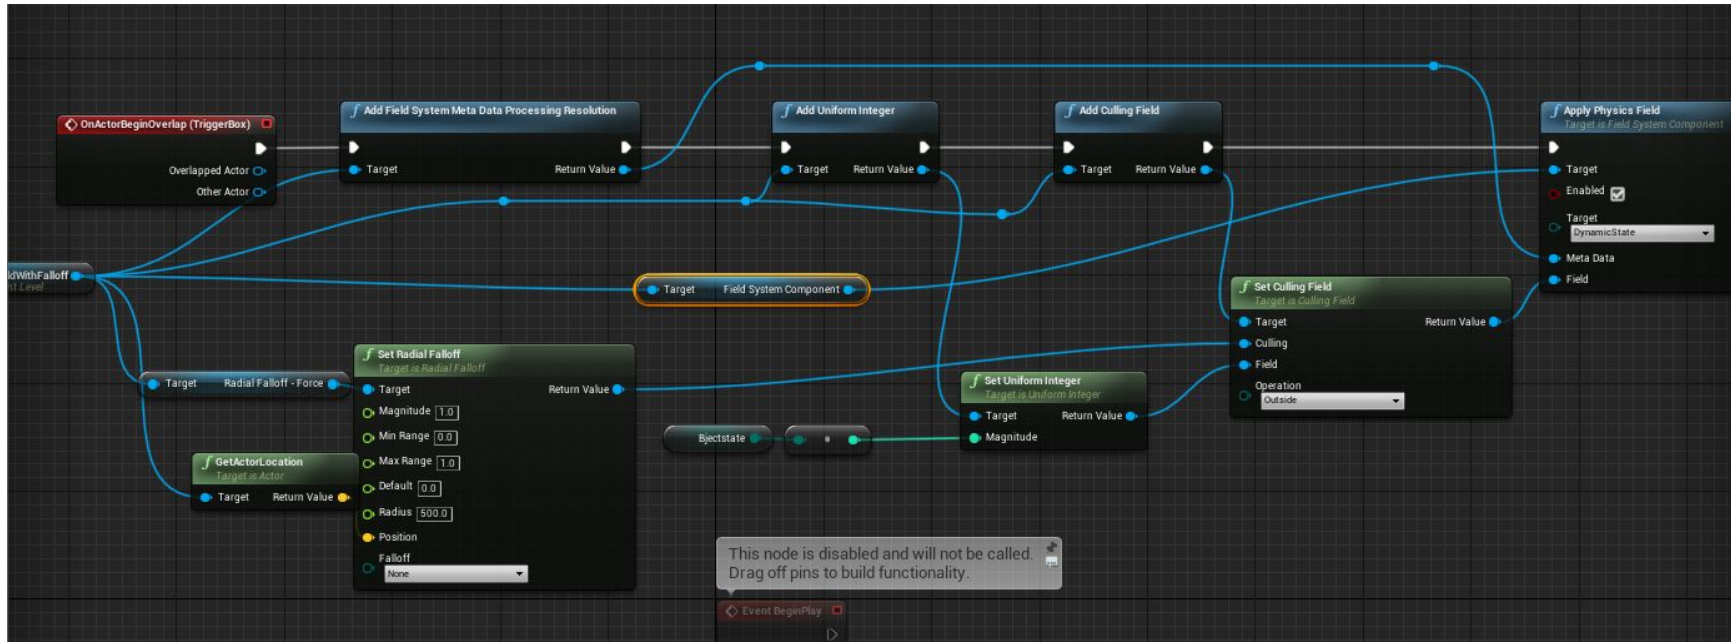 OnActorBeginOverlap (TriggerBox)
Overlapped Actor
Other Actor
Add Field System Meta Data Processing Resolution
Target Return Value
Add Uniform Integer
Target Return Value
Add Culling Field
Target Return Value
Apply Physics Field
Target is Field System Component
Target
Enabled
Target
DynamicState
Meta Data
Field
ldWithFalloff
nt Level
Target Field System Component
Set Culling Field
Target is Culling Field
Target Return Value
Culling
Field
Operation
Outside
Target Radial Falloff - Force
Set Radial Falloff
Target is Radial Falloff
Target Return Value
Magnitude 1.0
Min Range 0.0
Max Range 1.0
Default 0.0
Radius 500.0
Position
Falloff
None
GetActorLocation
Target is Actor
Target Return Value
Bjectstate
Set Uniform Integer
Target is Uniform Integer
Target Return Value
Magnitude
This node is disabled and will not be called.
Drag off pins to build functionality.
Event BeginPlay